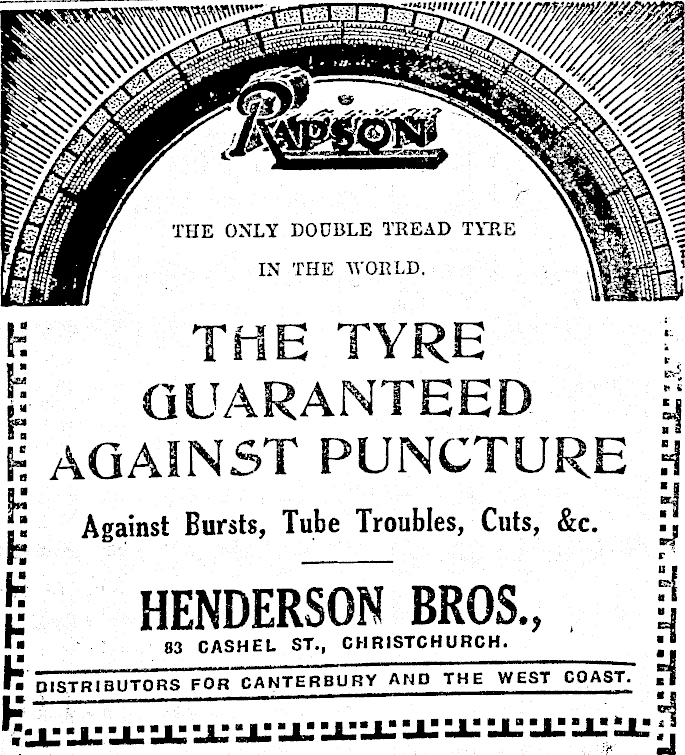 RAPSON
THE ONLY DOUBLE TREAD TYRE
IN THE WORLD.
THE TYRE
GUARANTEED
AGAINST PUNCTURE
Against Bursts, Tube Troubles, Cuts, &c.
HENDERSON BROS.,
83 CASHEL ST., CHRISTCHURCH.
DISTRIBUTORS FOR CANTERBURY AND THE WEST COAST.